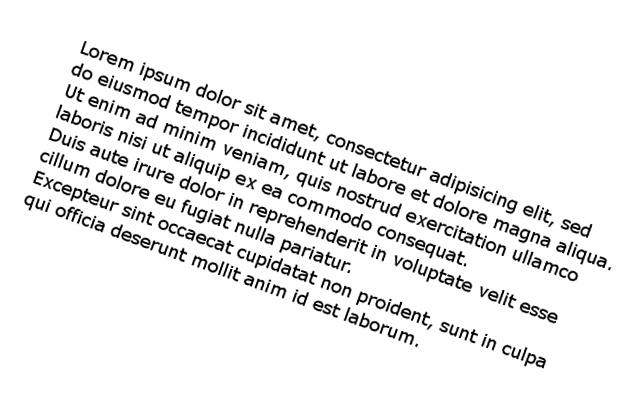 Lorem ipsum dolor sit amet, consectetur adipisicing elit, sed
do eiusmod tempor incididunt ut labore et dolore magna aliqua.
Ut enim ad minim veniam, quis nostrud exercitation ullamco
laboris nisi ut aliquip ex ea commodo consequat.
Duis aute irure dolor in reprehenderit in voluptate velit esse
cillum dolore eu fugiat nulla pariatur.
Excepteur sint occaecat cupidatat non proident, sunt in culpa
qui officia deserunt mollit anim id est laborum.